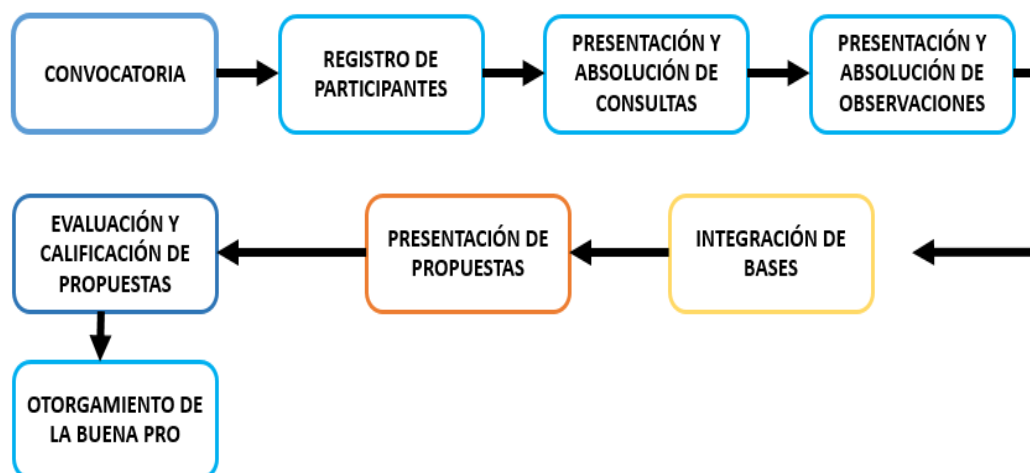 CONVOCATORIA
REGISTRO DE
PARTICIPANTES
PRESENTACIÓN Y
ABSOLUCIÓN DE
CONSULTAS
PRESENTACIÓN Y
ABSOLUCIÓN DE
OBSERVACIONES
INTEGRACIÓN DE
BASES
PRESENTACIÓN DE
PROPUESTAS
EVALUACIÓN Y
CALIFICACIÓN DE
PROPUESTAS
OTORGAMIENTO DE
LA BUENA PRO